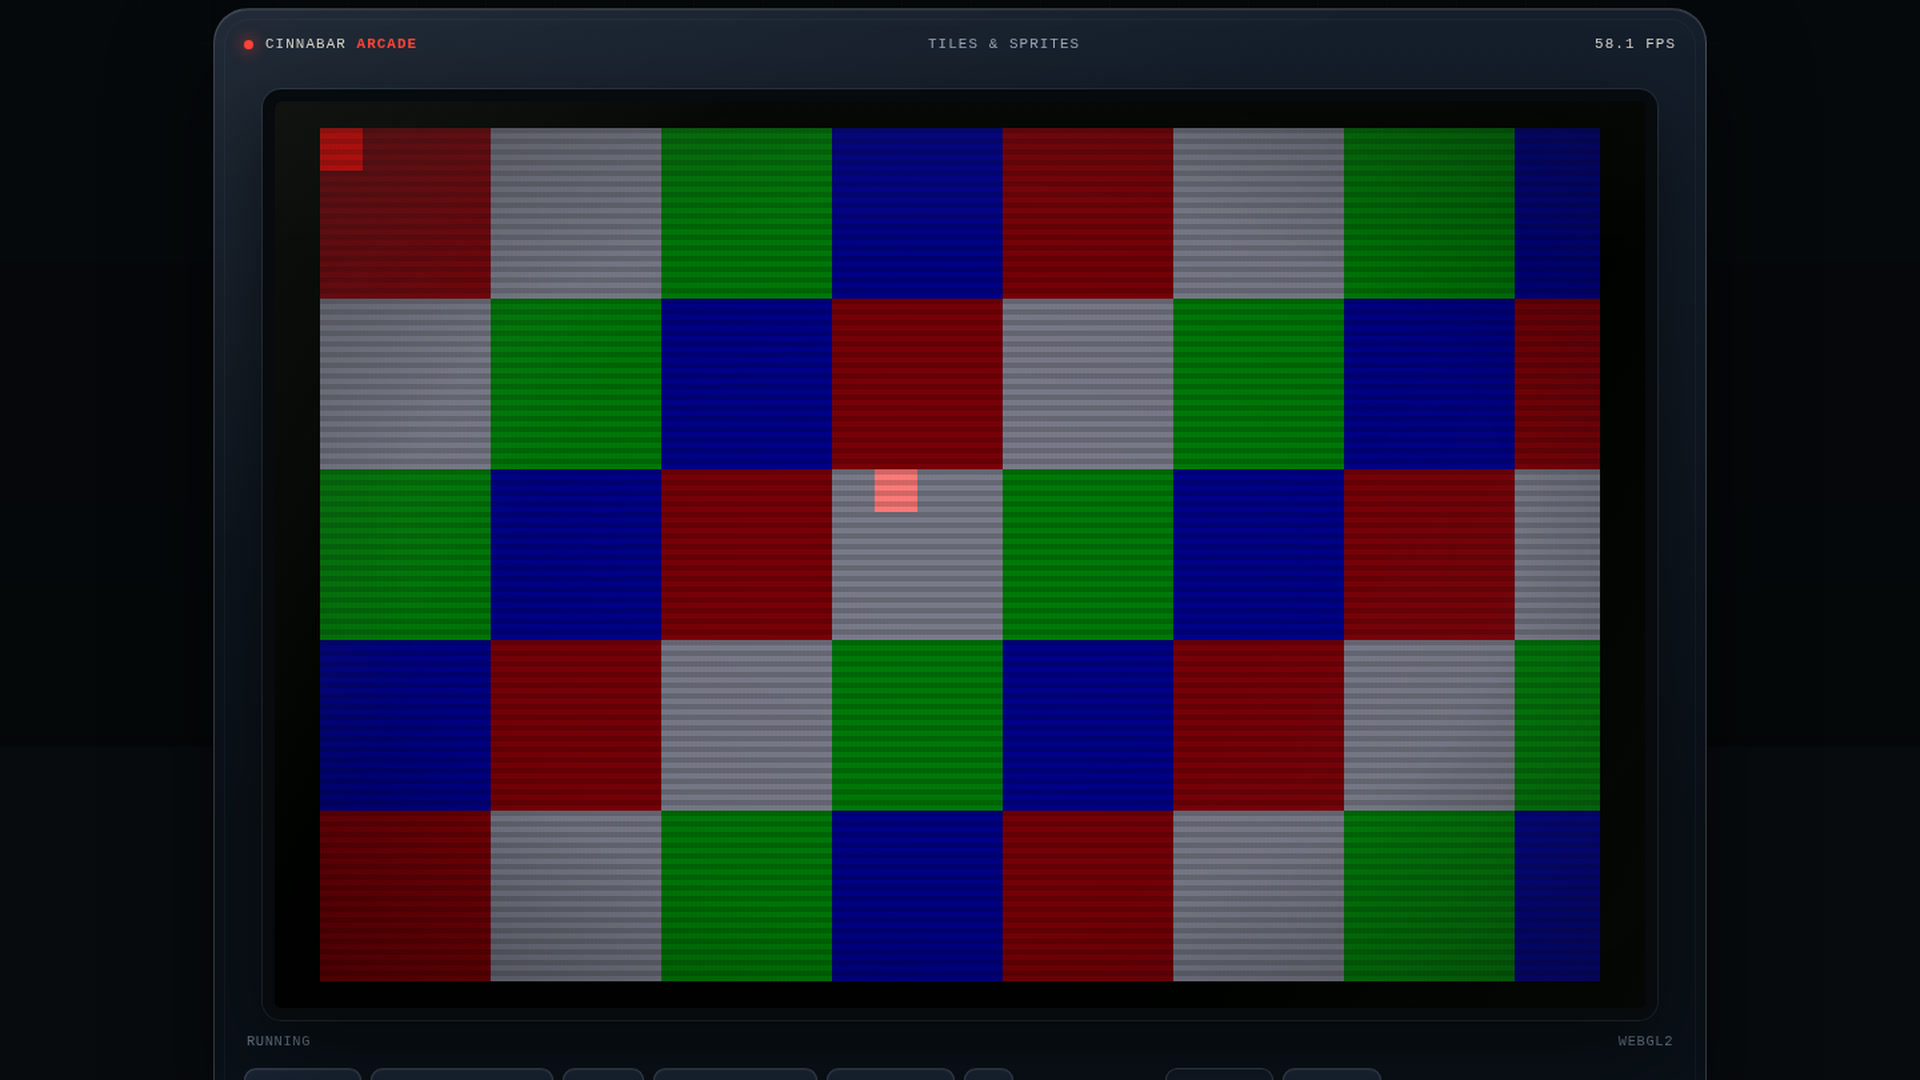 CINNABAR ARCADE
TILES & SPRITES
58.1 FPS
RUNNING
WEBGL2